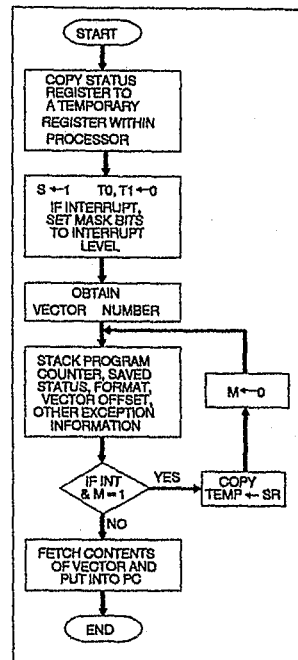 START
COPY STATUS
REGISTER TO
A TEMPORARY
REGISTER WITHIN
PROCESSOR
S ←1 T0, T1←0
IF INTERRUPT,
SET MASK BITS
TO INTERRUPT
LEVEL
OBTAIN
VECTOR NUMBER
STACK PROGRAM
COUNTER, SAVED
STATUS, FORMAT,
VECTOR OFFSET,
OTHER EXCEPTION
INFORMATION
M←0
IF INT
& M = 1
YES
COPY
TEMP ← SR
NO
FETCH CONTENTS
OF VECTOR AND
PUT INTO PC
END